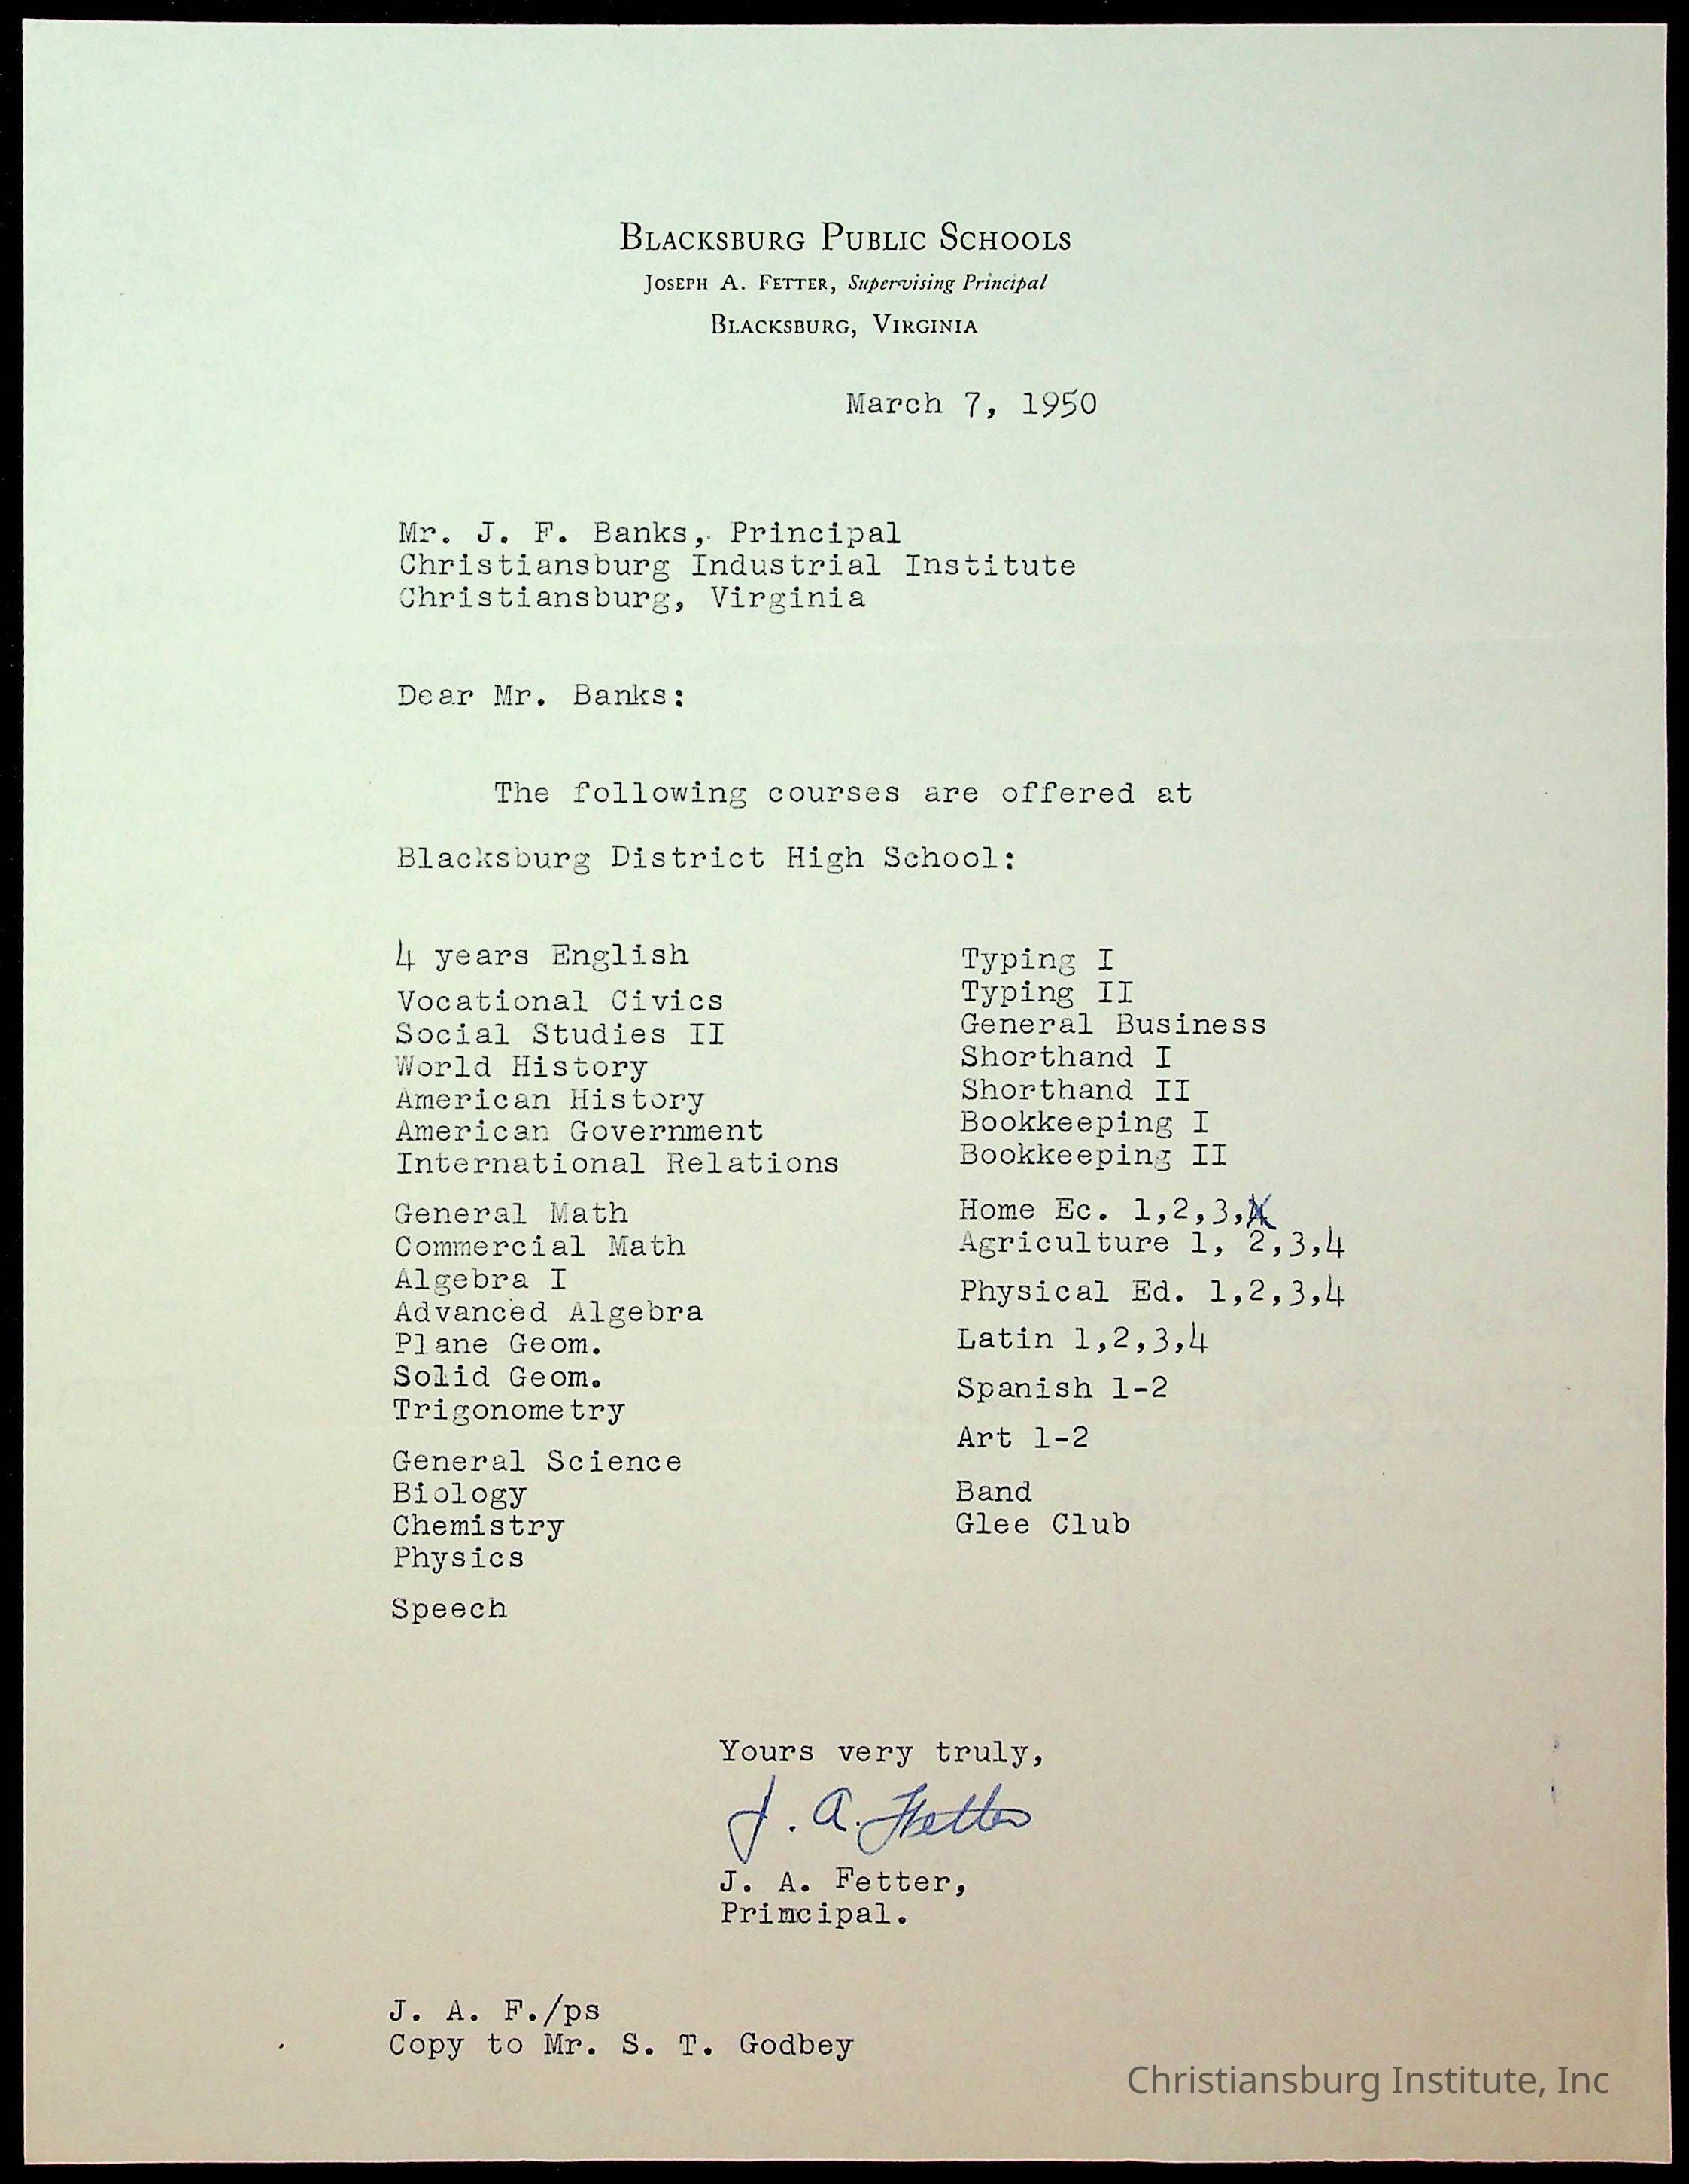 BLACKSBURG PUBLIC SCHOOLS
JOSEPH A. FETTER, Supervising Principal
BLACKSBURG, VIRGINIA
March 7, 1950
Mr. J. F. Banks, Principal
Christiansburg Industrial Institute
Christiansburg, Virginia
Dear Mr. Banks:
The following courses are offered at
Blacksburg District High School:
4 years English
Vocational Civics
Social Studies II
World History
American History
American Government
International Relations
General Math
Commercial Math
Algebra I
Advanced Algebra
Plane Geom.
Solid Geom.
Trigonometry
General Science
Biology
Chemistry
Physics
Speech
Typing I
Typing II
General Business
Shorthand I
Shorthand II
Bookkeeping I
Bookkeeping II
Home Ec. 1,2,3,4
Agriculture 1, 2,3,4
Physical Ed. 1,2,3,4
Latin 1,2,3,4
Spanish 1-2
Art 1-2
Band
Glee Club
Yours very truly,
J. A. Fetter
J. A. Fetter,
Principal.
J. A. F./ps
Copy to Mr. S. T. Godbey
Christiansburg Institute, Inc